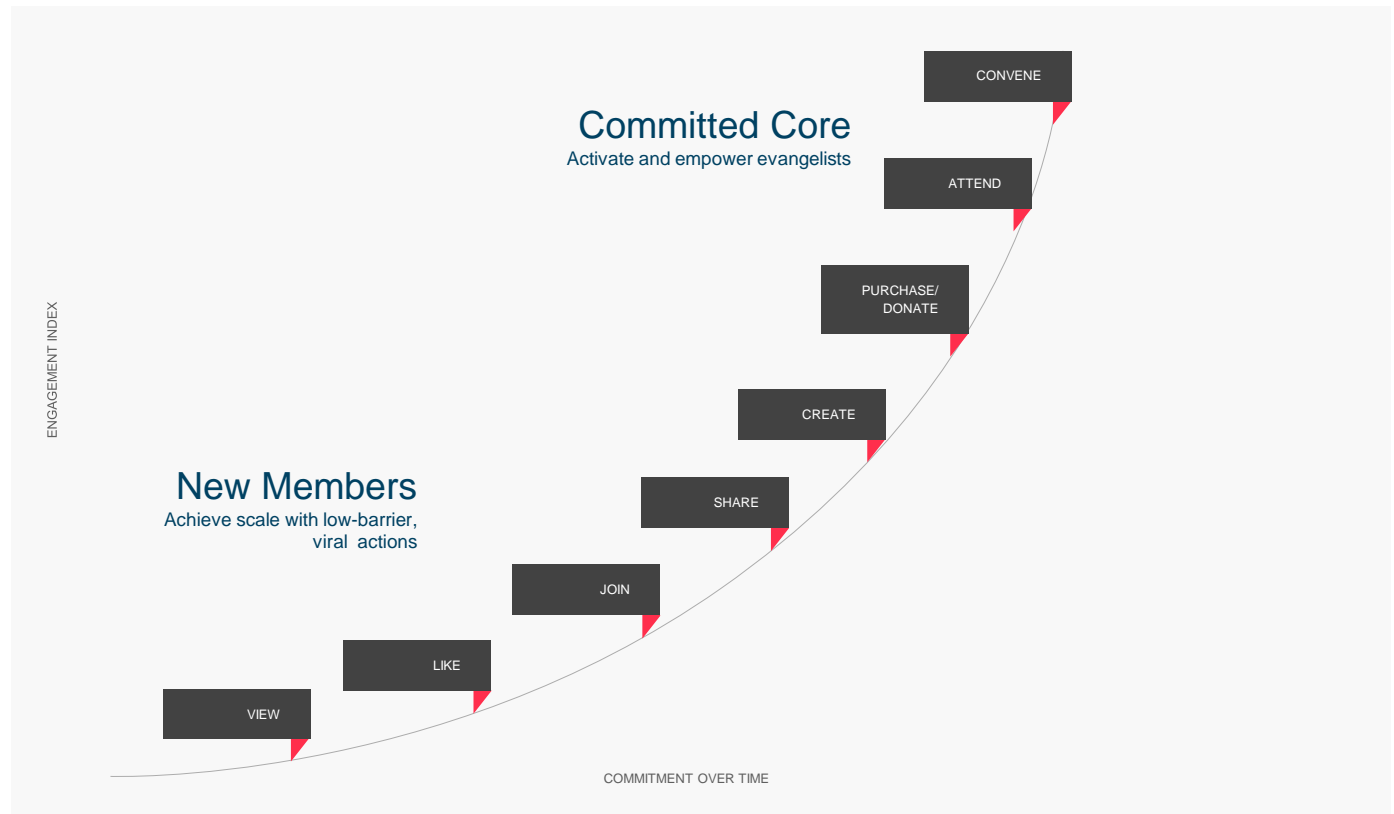 CONVENE
Committed Core
Activate and empower evangelists
ATTEND
PURCHASE/
DONATE
ENGAGEMENT INDEX
CREATE
New Members
Achieve scale with low-barrier,
viral actions
SHARE
JOIN
LIKE
VIEW
COMMITMENT OVER TIME